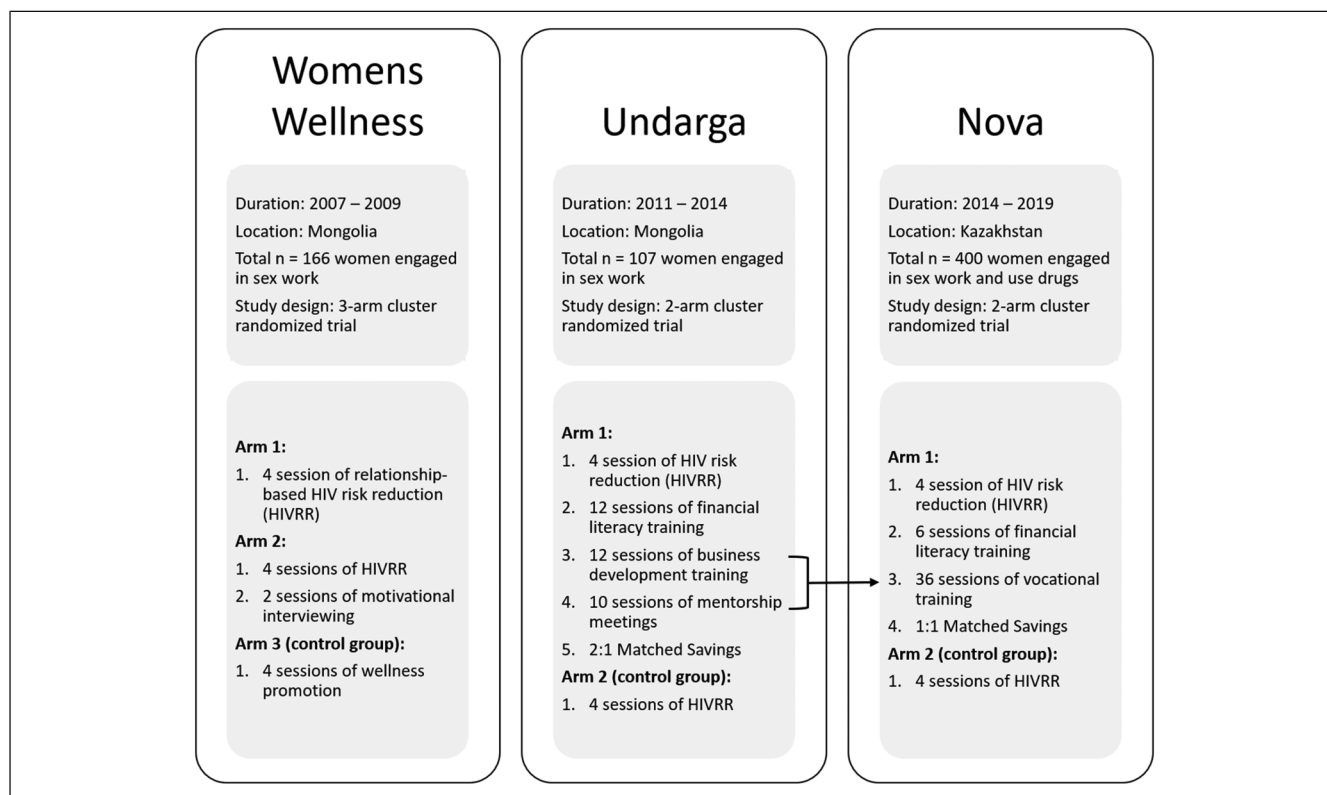 Womens
Wellness
Duration: 2007 – 2009
Location: Mongolia
Total n = 166 women engaged
in sex work
Study design: 3-arm cluster
randomized trial
Arm 1:
1. 4 session of relationship-
based HIV risk reduction
(HIVRR)
Arm 2:
1. 4 sessions of HIVRR
2. 2 sessions of motivational
interviewing
Arm 3 (control group):
1. 4 sessions of wellness
promotion
Undarga
Duration: 2011 – 2014
Location: Mongolia
Total n = 107 women engaged
in sex work
Study design: 2-arm cluster
randomized trial
Arm 1:
1. 4 session of HIV risk
reduction (HIVRR)
2. 12 sessions of financial
literacy training
3. 12 sessions of business
development training
4. 10 sessions of mentorship
meetings
5. 2:1 Matched Savings
Arm 2 (control group):
1. 4 sessions of HIVRR
Nova
Duration: 2014 – 2019
Location: Kazakhstan
Total n = 400 women engaged
in sex work and use drugs
Study design: 2-arm cluster
randomized trial
Arm 1:
1. 4 session of HIV risk
reduction (HIVRR)
2. 6 sessions of financial
literacy training
3. 36 sessions of vocational
training
4. 1:1 Matched Savings
Arm 2 (control group):
1. 4 sessions of HIVRR